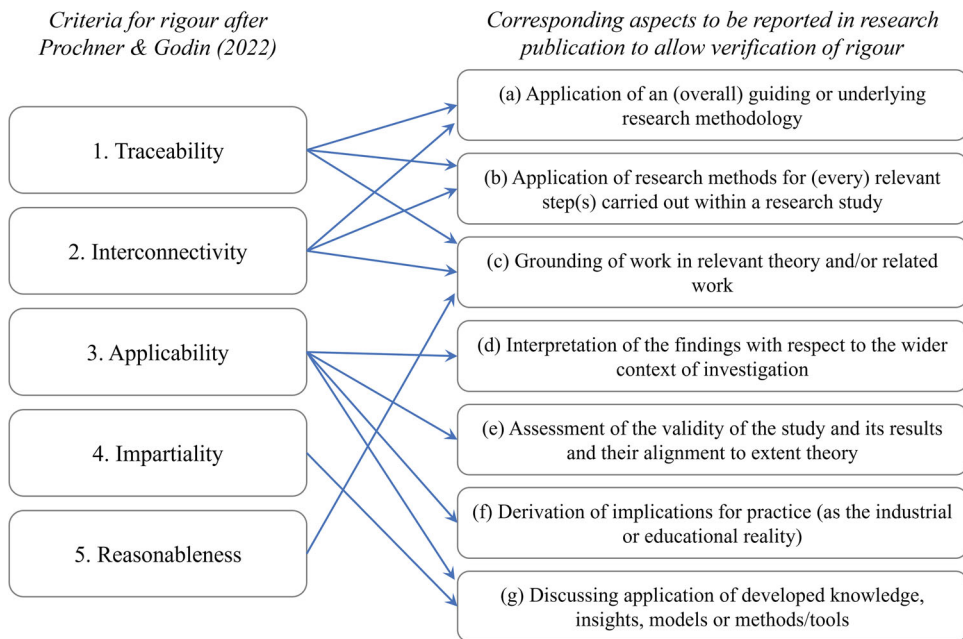 Criteria for rigour after
Prochner & Godin (2022)
Corresponding aspects to be reported in research
publication to allow verification of rigour
1. Traceability
2. Interconnectivity
3. Applicability
4. Impartiality
5. Reasonableness
(a) Application of an (overall) guiding or underlying
research methodology
(b) Application of research methods for (every) relevant
step(s) carried out within a research study
(c) Grounding of work in relevant theory and/or related
work
(d) Interpretation of the findings with respect to the wider
context of investigation
(e) Assessment of the validity of the study and its results
and their alignment to extent theory
(f) Derivation of implications for practice (as the industrial
or educational reality)
(g) Discussing application of developed knowledge,
insights, models or methods/tools